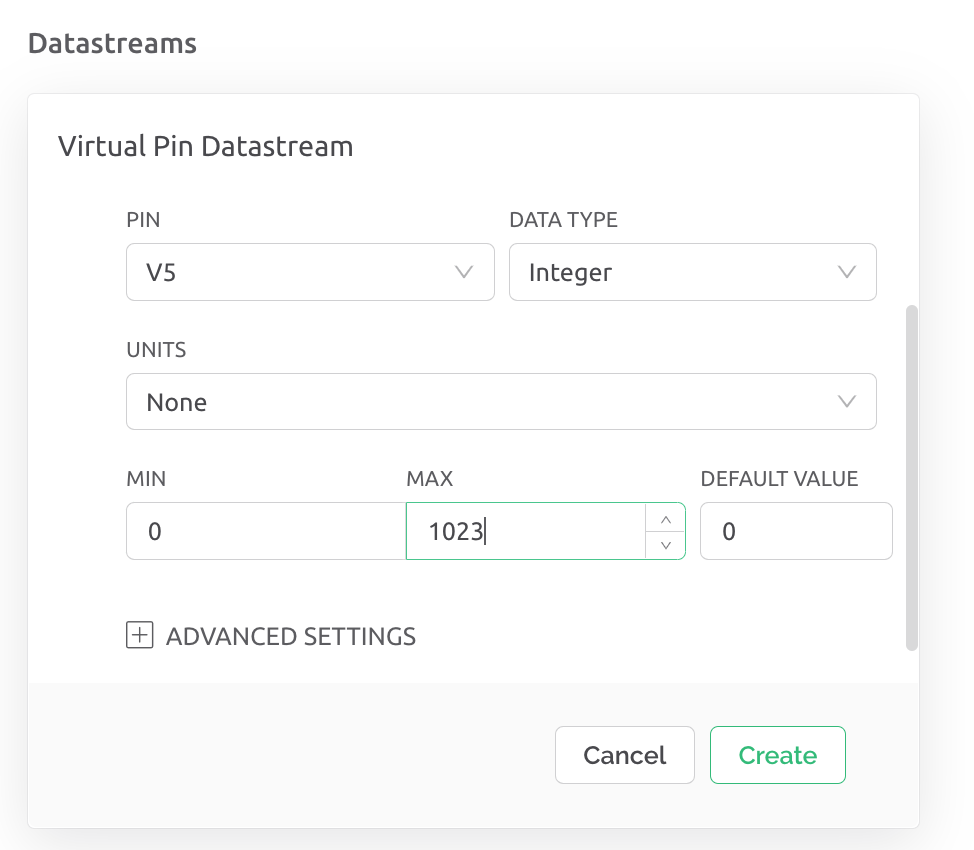 Datastreams
Virtual Pin Datastream
PIN DATA TYPE
V5 Integer
UNITS
None
MIN MAX DEFAULT VALUE
0 1023 0
ADVANCED SETTINGS
Cancel Create